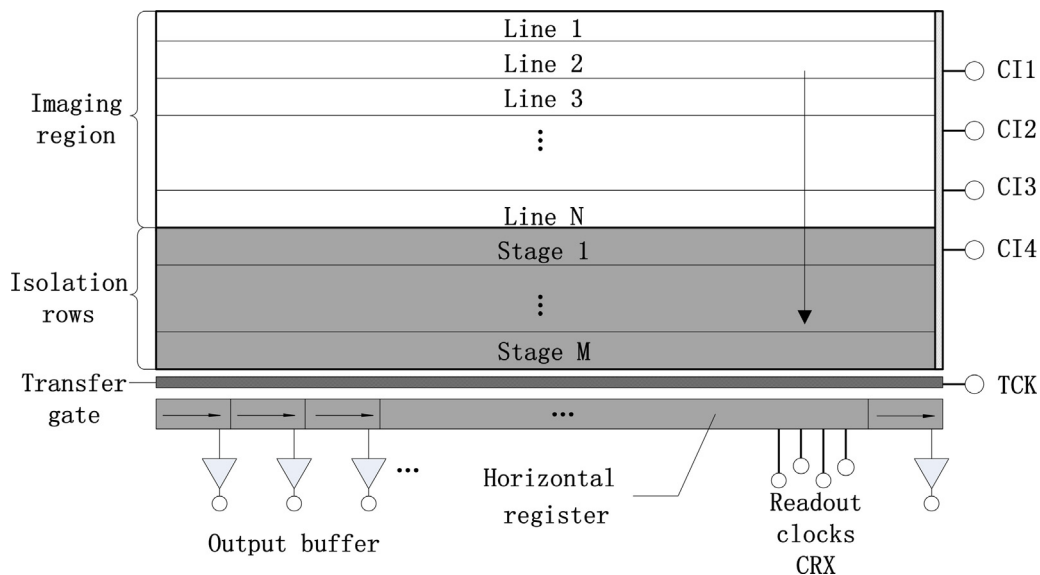 Line 1
Line 2
Line 3
⋮
Line N
Stage 1
⋮
Stage M
Imaging
region
Isolation
rows
Transfer
gate
CI1
CI2
CI3
CI4
TCK
...
...
Horizontal
register
Output buffer
Readout
clocks
CRX